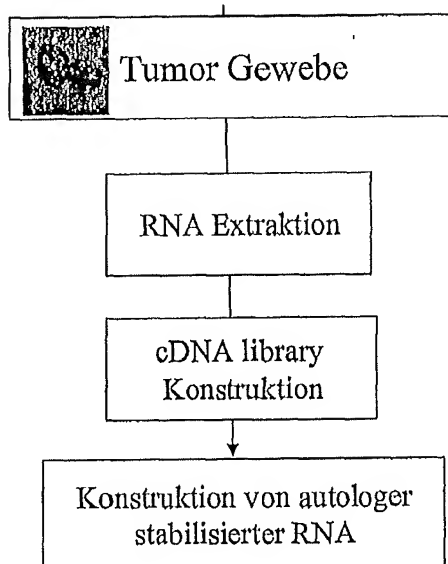 Tumor Gewebe
RNA Extraktion
cDNA library
Konstruktion
Konstruktion von autologer
stabilisierter RNA